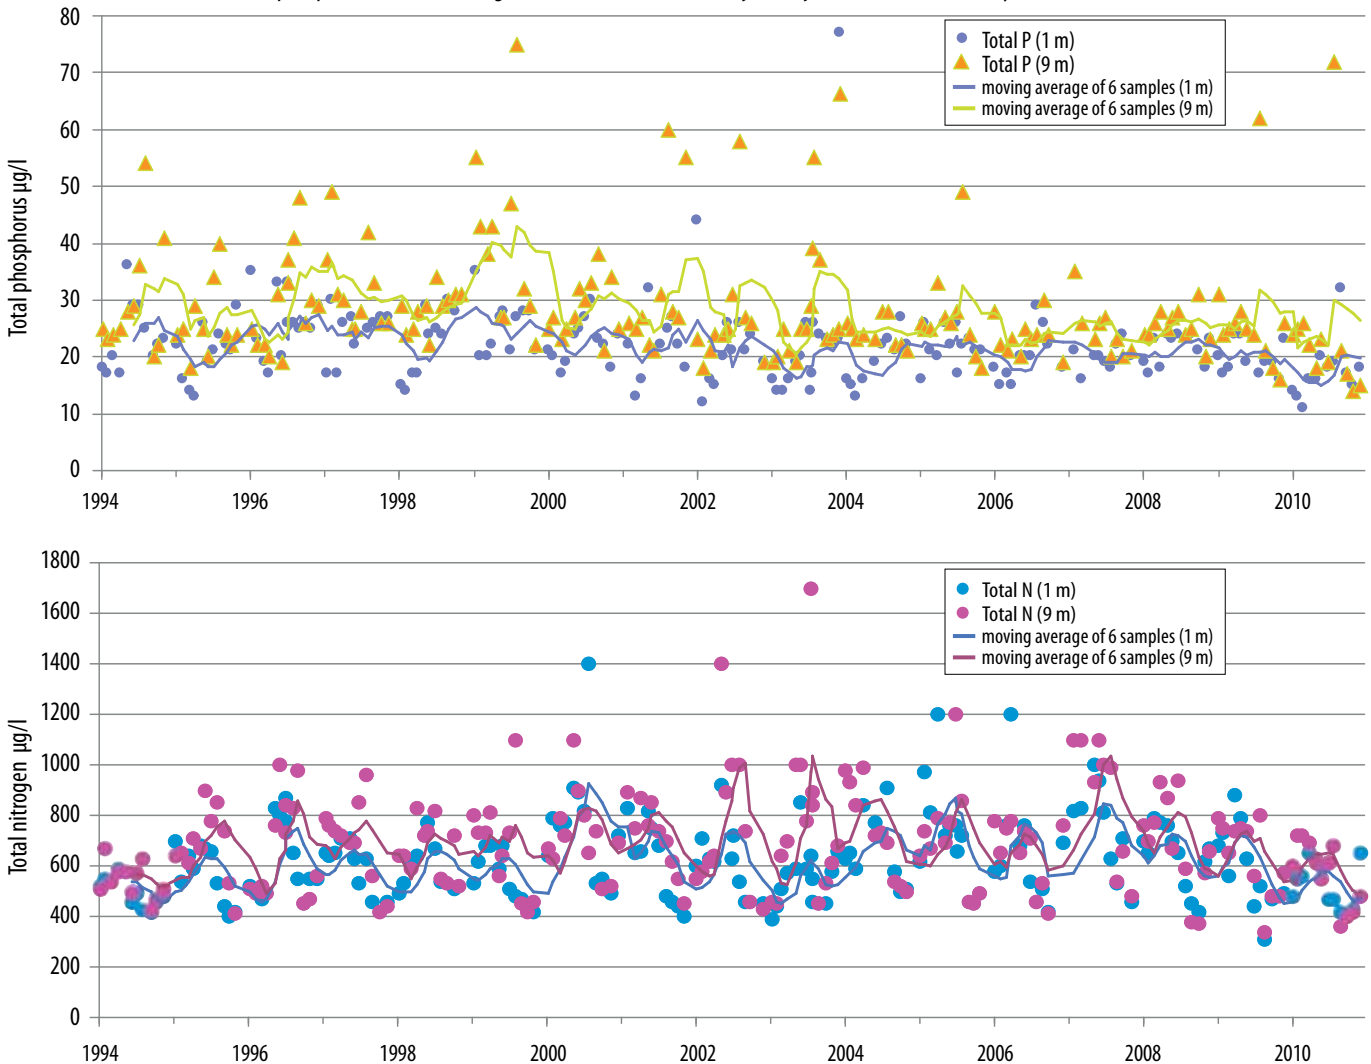 80
70
60
50
40
30
20
10
0
Total phosphorus µg/l
Total P (1 m)
Total P (9 m)
moving average of 6 samples (1 m)
moving average of 6 samples (9 m)
1994 1996 1998 2000 2002 2004 2006 2008 2010
1800
1600
1400
1200
1000
800
600
400
200
0
Total nitrogen µg/l
Total N (1 m)
Total N (9 m)
moving average of 6 samples (1 m)
moving average of 6 samples (9 m)
1994 1996 1998 2000 2002 2004 2006 2008 2010